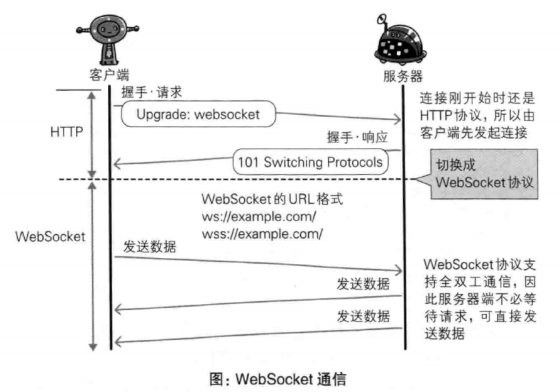 客户端
服务器
握手·请求
Upgrade: websocket
连接刚开始时还是
HTTP协议，所以由
客户端先发起连接
HTTP
握手·响应
101 Switching Protocols
切换成
WebSocket协议
WebSocket的URL格式
ws://example.com/
wss://example.com/
WebSocket
发送数据
发送数据
发送数据
WebSocket协议支
持全双工通信，因
此服务器端不必等
待请求，可直接发
送数据
图：WebSocket 通信